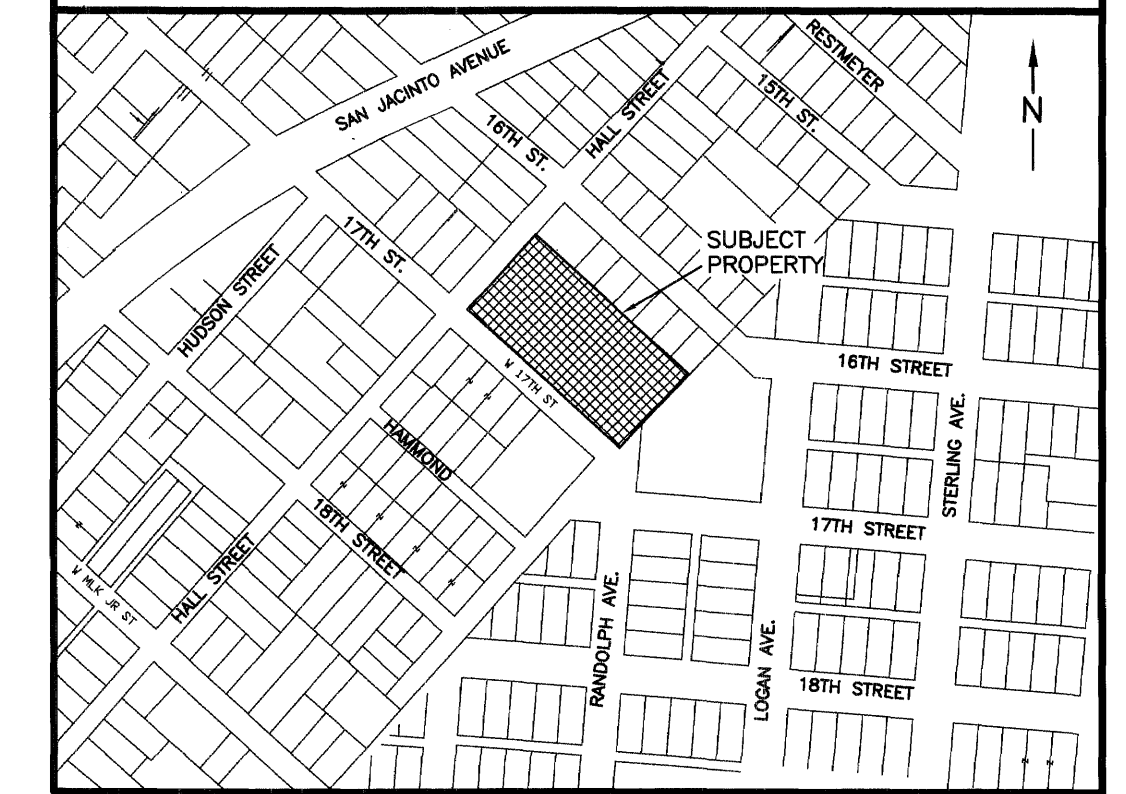 RESTMEYER
SAN JACINTO AVENUE
15TH ST.
HALL STREET
N
16TH ST.
17TH ST.
SUBJECT
PROPERTY
HUDSON STREET
W 17TH ST
16TH STREET
HAMMOND
STERLING AVE.
18TH STREET
17TH STREET
W MLK JR ST
HALL STREET
RANDOLPH AVE.
LOGAN AVE.
18TH STREET